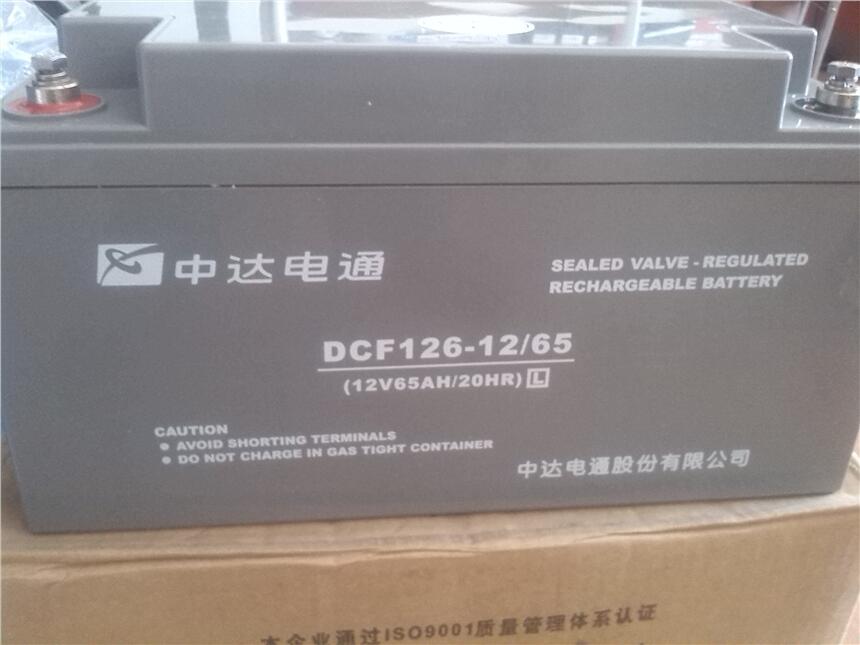 中达电通
SEALED VALVE-REGULATED
RECHARGEABLE BATTERY
DCF126-12/65
(12V65AH/20HR) L
CAUTION
● AVOID SHORTING TERMINALS
● DO NOT CHARGE IN GAS TIGHT CONTAINER
中达电通股份有限公司
本企业通过ISO9001质量管理体系认证